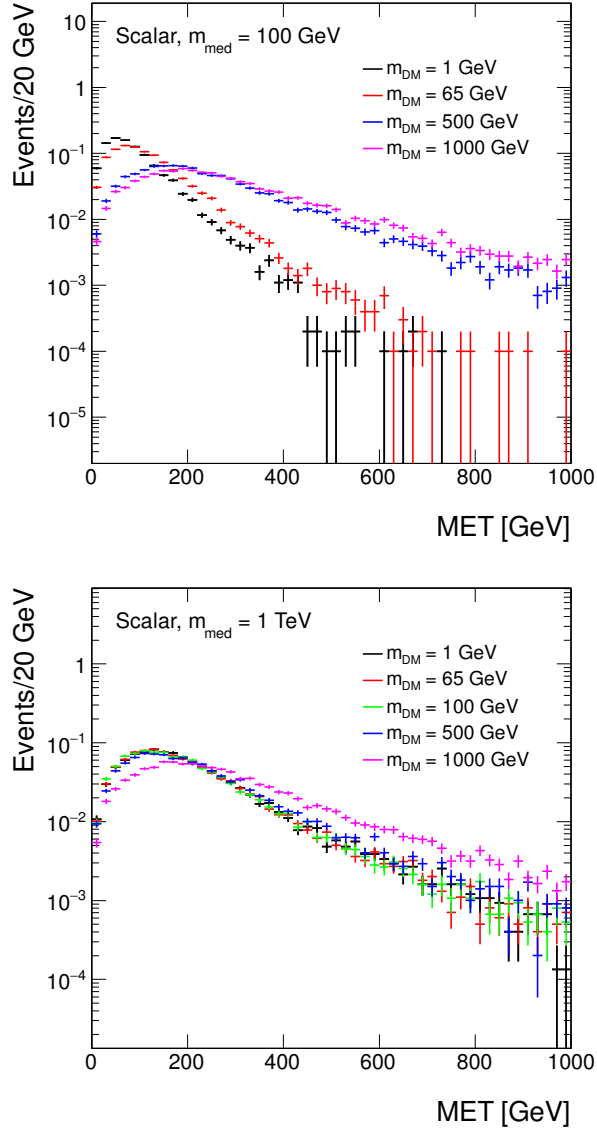 Scalar, m_med = 100 GeV
m_DM = 1 GeV
m_DM = 65 GeV
m_DM = 500 GeV
m_DM = 1000 GeV
Events/20 GeV
10
1
10^-1
10^-2
10^-3
10^-4
10^-5
0 200 400 600 800 1000
MET [GeV]
Scalar, m_med = 1 TeV
m_DM = 1 GeV
m_DM = 65 GeV
m_DM = 100 GeV
m_DM = 500 GeV
m_DM = 1000 GeV
Events/20 GeV
1
10^-1
10^-2
10^-3
10^-4
0 200 400 600 800 1000
MET [GeV]